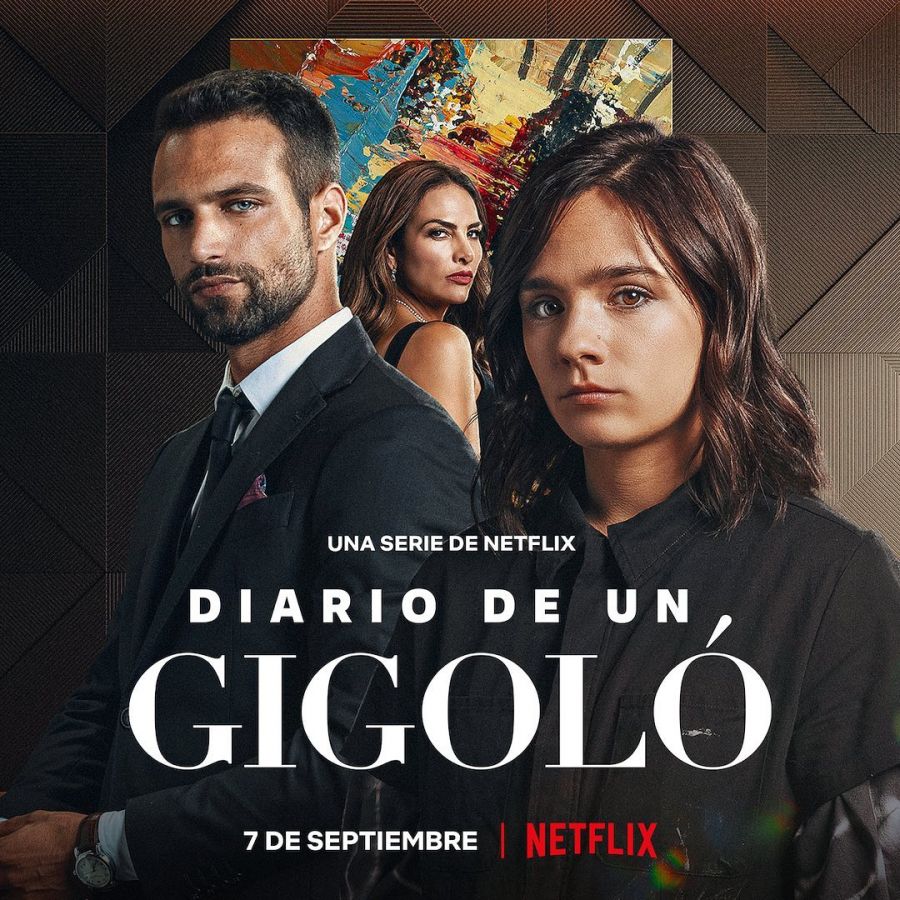 UNA SERIE DE NETFLIX
DIARIO DE UN
GIGOLÓ
7 DE SEPTIEMBRE | NETFLIX